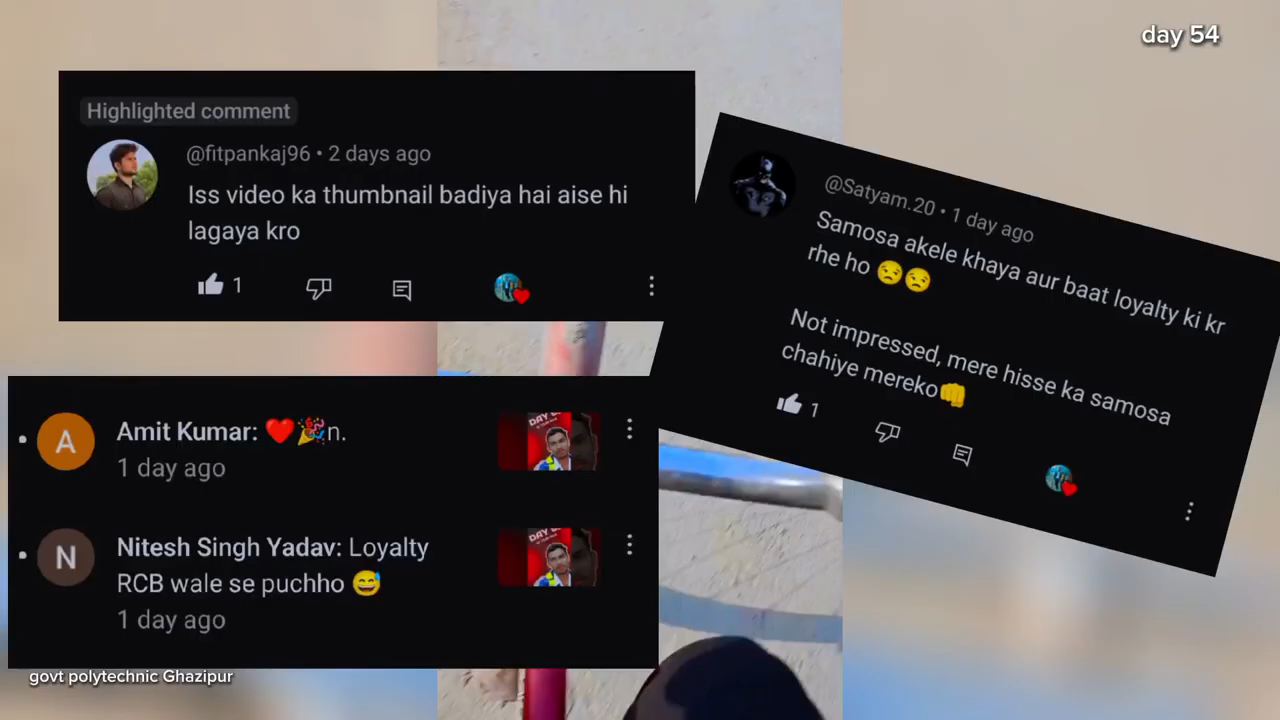 day 54
Highlighted comment
@fitpankaj96 • 2 days ago
Iss video ka thumbnail badiya hai aise hi
lagaya kro
1
@Satyam.20 • 1 day ago
Samosa akele khaya aur baat loyalty ki kr
rhe ho 😒😒
Not impressed, mere hisse ka samosa
chahiye mereko👊
1
A
Amit Kumar: ❤️🎉n.
1 day ago
N
Nitesh Singh Yadav: Loyalty
RCB wale se puchho 😅
1 day ago
govt polytechnic Ghazipur